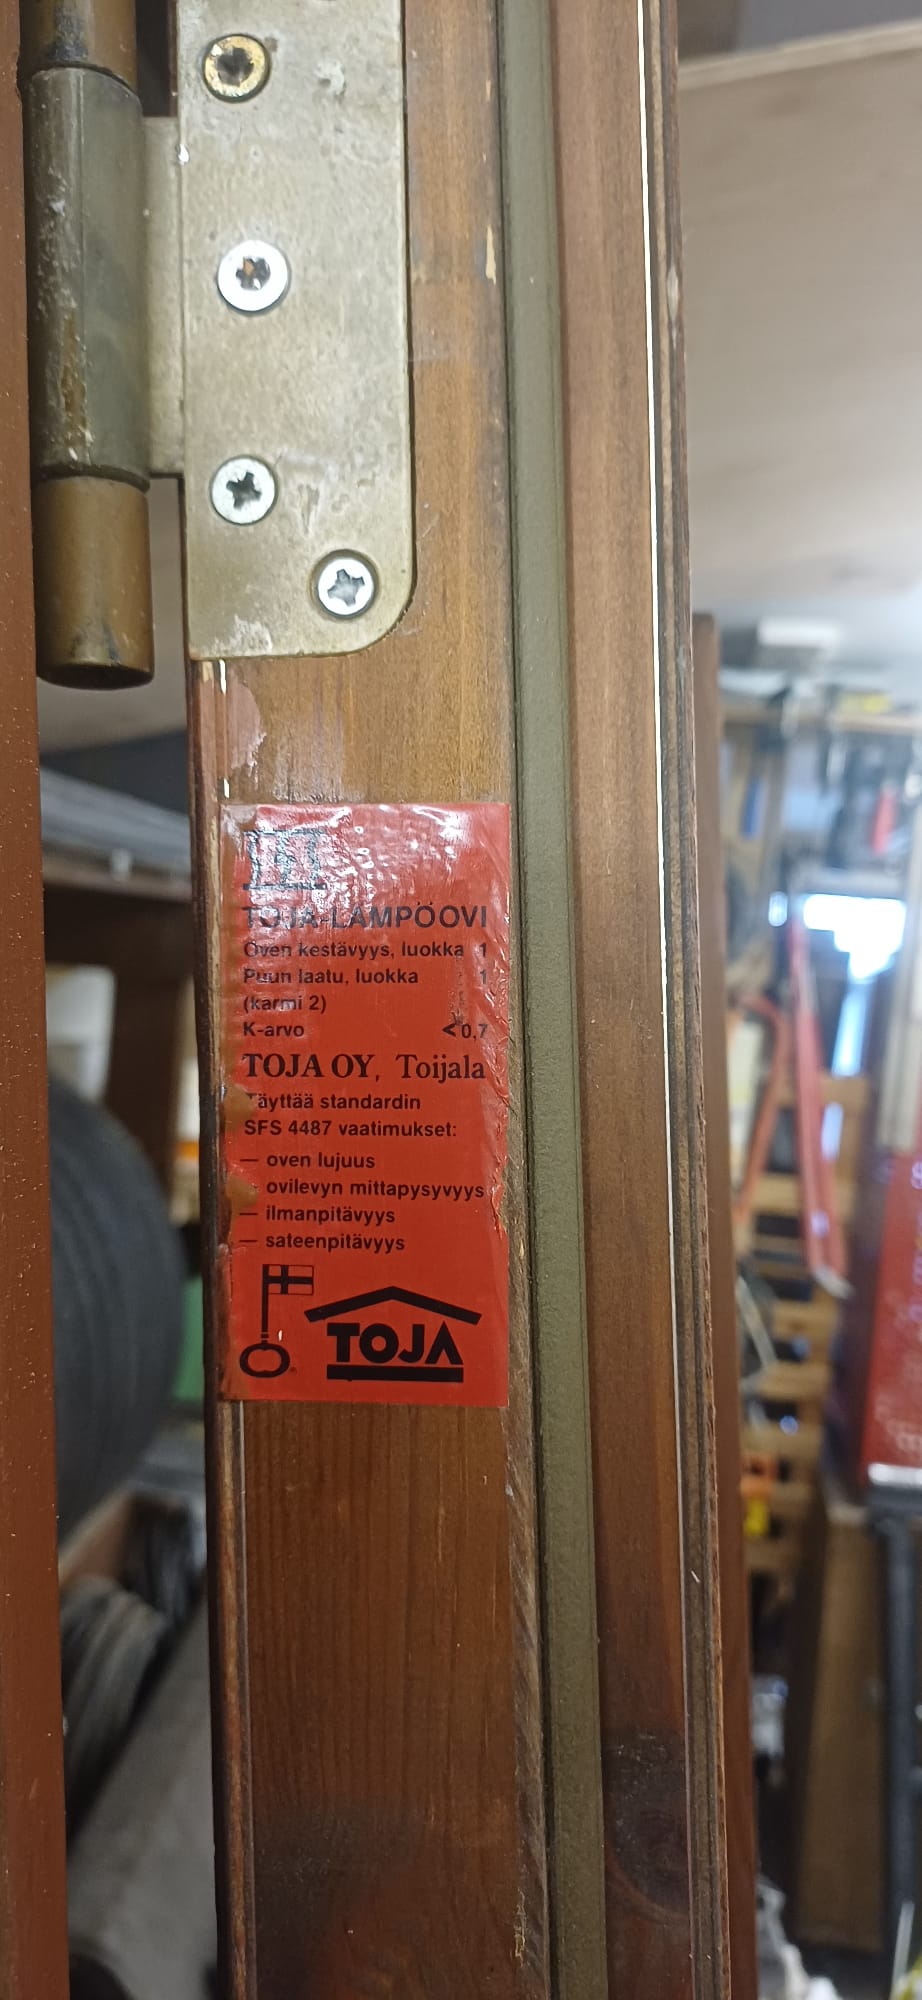 TOJA-LÄMPÖOVI
Oven kestävyys, luokka 1
Puun laatu, luokka 1
(karmi 2)
K-arvo <0,7
TOJA OY, Toijala
Täyttää standardin
SFS 4487 vaatimukset:
— oven lujuus
— ovilevyn mittapysyvyys
— ilmanpitävyys
— sateenpitävyys
TOJA